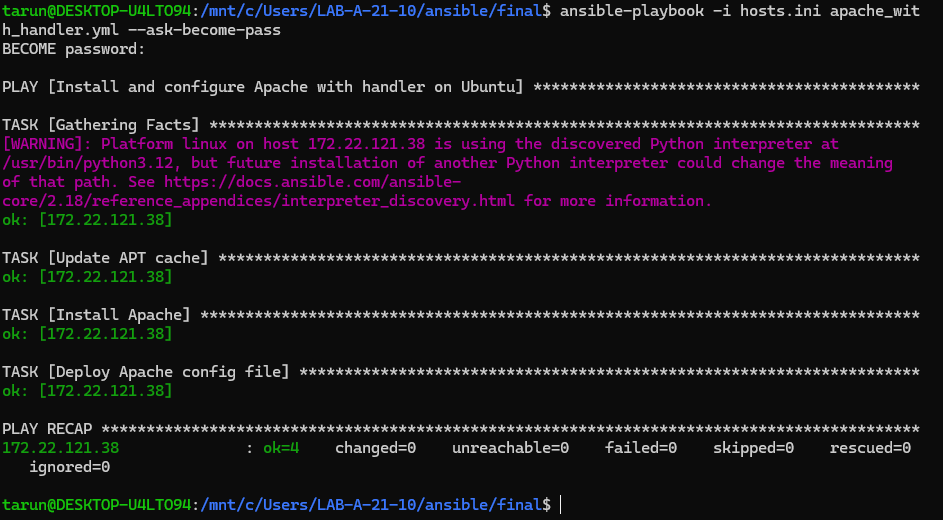 tarun@DESKTOP-U4LTO94:/mnt/c/Users/LAB-A-21-10/ansible/final$ ansible-playbook -i hosts.ini apache_wit
h_handler.yml --ask-become-pass
BECOME password:
PLAY [Install and configure Apache with handler on Ubuntu] *******************************************
TASK [Gathering Facts] *******************************************************************************
[WARNING]: Platform linux on host 172.22.121.38 is using the discovered Python interpreter at
/usr/bin/python3.12, but future installation of another Python interpreter could change the meaning
of that path. See https://docs.ansible.com/ansible-
core/2.18/reference_appendices/interpreter_discovery.html for more information.
ok: [172.22.121.38]
TASK [Update APT cache] ******************************************************************************
ok: [172.22.121.38]
TASK [Install Apache] ********************************************************************************
ok: [172.22.121.38]
TASK [Deploy Apache config file] *********************************************************************
ok: [172.22.121.38]
PLAY RECAP *******************************************************************************************
172.22.121.38              : ok=4    changed=0    unreachable=0    failed=0    skipped=0    rescued=0
   ignored=0
tarun@DESKTOP-U4LTO94:/mnt/c/Users/LAB-A-21-10/ansible/final$